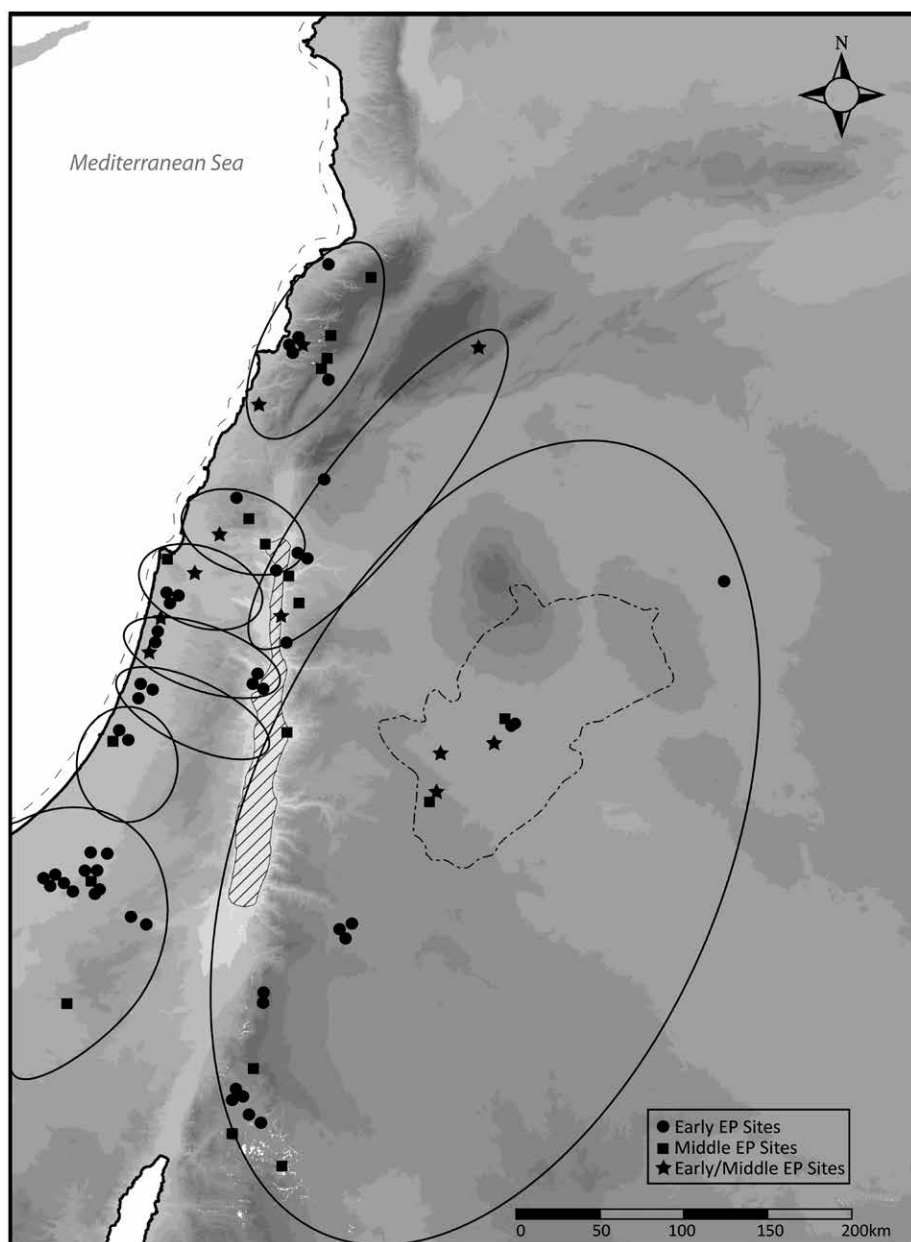 N
Mediterranean Sea
Early EP Sites
Middle EP Sites
Early/Middle EP Sites
0 50 100 150 200km